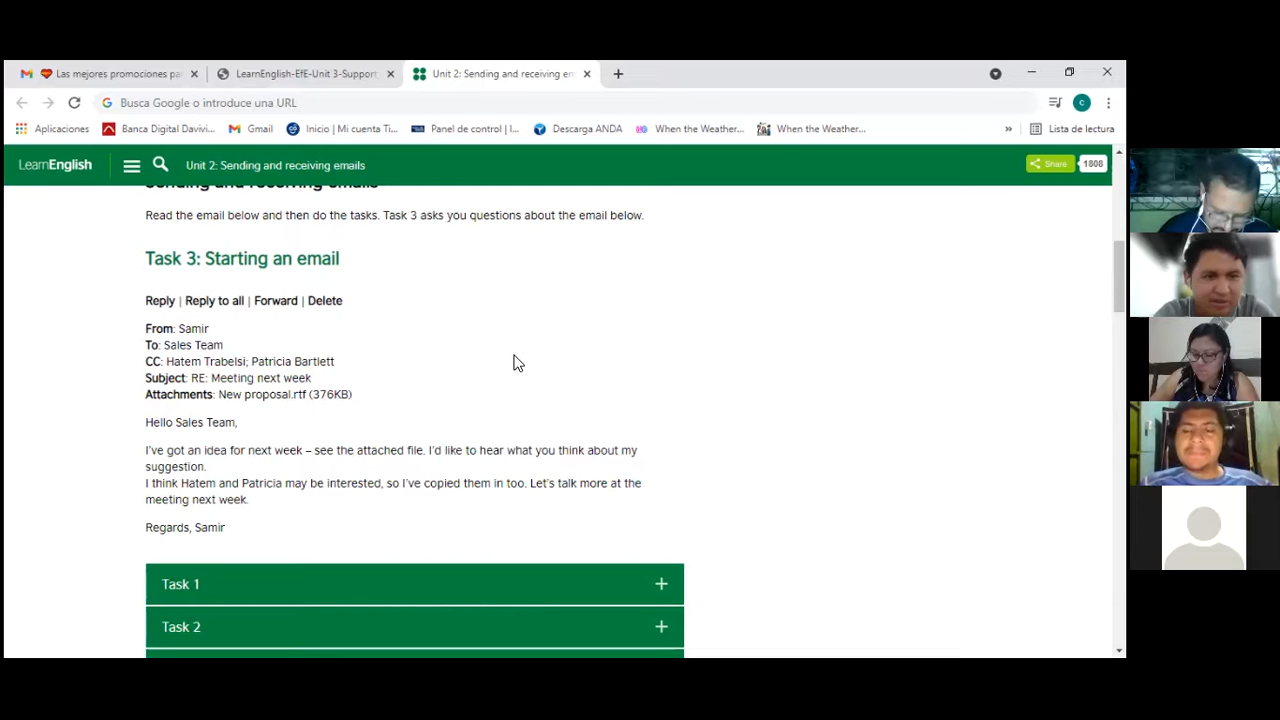 Las mejores promociones pa
LearnEnglish-EfE-Unit 3-Support
Unit 2: Sending and receiving em
Busca Google o introduce una URL
Aplicaciones
Banca Digital Davivi...
Gmail
Inicio | Mi cuenta Ti...
Panel de control | I...
Descarga ANDA
When the Weather...
When the Weather...
»
Lista de lectura
LearnEnglish
Unit 2: Sending and receiving emails
Share
1808
Sending and receiving emails
Read the email below and then do the tasks. Task 3 asks you questions about the email below.
Task 3: Starting an email
Reply | Reply to all | Forward | Delete
From: Samir
To: Sales Team
CC: Hatem Trabelsi; Patricia Bartlett
Subject: RE: Meeting next week
Attachments: New proposal.rtf (376KB)
Hello Sales Team,
I've got an idea for next week – see the attached file. I'd like to hear what you think about my
suggestion.
I think Hatem and Patricia may be interested, so I've copied them in too. Let's talk more at the
meeting next week.
Regards, Samir
Task 1 +
Task 2 +